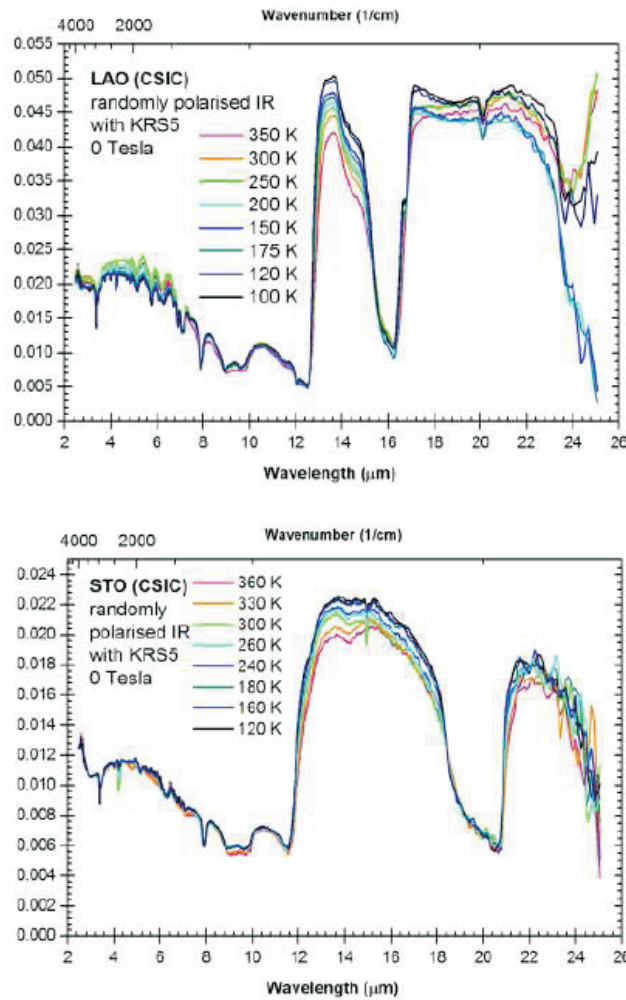 Wavenumber (1/cm)
4000 2000
0.055
0.050
0.045
0.040
0.035
0.030
0.025
0.020
0.015
0.010
0.005
0.000
LAO (CSIC)
randomly polarised IR
with KRS5
0 Tesla
350 K
300 K
250 K
200 K
150 K
175 K
120 K
100 K
2 4 6 8 10 12 14 16 18 20 22 24 26
Wavelength (μm)
Wavenumber (1/cm)
4000 2000
0.024
0.022
0.020
0.018
0.016
0.014
0.012
0.010
0.008
0.006
0.004
0.002
0.000
STO (CSIC)
randomly
polarised IR
with KRS5
0 Tesla
360 K
330 K
300 K
260 K
240 K
180 K
160 K
120 K
2 4 6 8 10 12 14 16 18 20 22 24 26
Wavelength (μm)